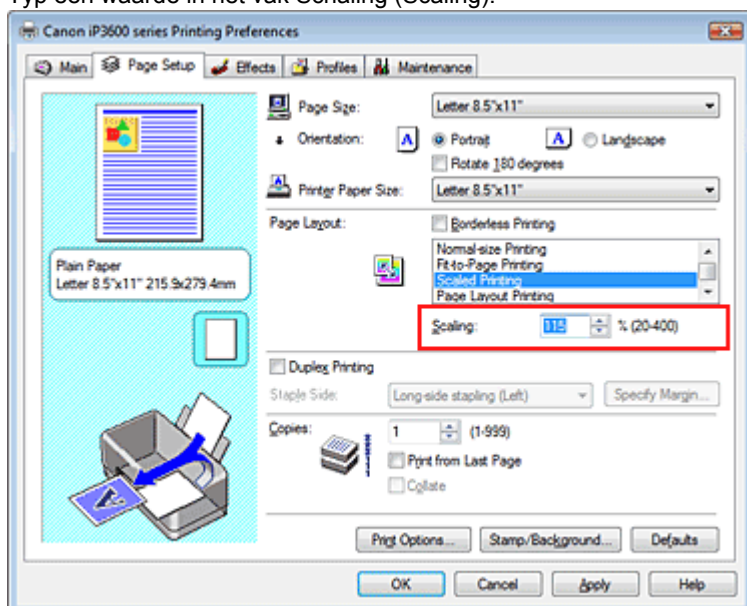 Typ een waarde in het vak Schaling (Scaling).
Canon iP3600 series Printing Preferences
Main Page Setup Effects Profiles Maintenance
Page Size: Letter 8.5"x11"
Orientation: A Portrait A Landscape
Rotate 180 degrees
Printer Paper Size: Letter 8.5"x11"
Page Layout: Borderless Printing
Normal-size Printing
Fit-to-Page Printing
Scaled Printing
Page Layout Printing
Plain Paper
Letter 8.5"x11" 215.9x279.4mm
Scaling: 115 % (20-400)
Duplex Printing
Staple Side: Long-side stapling (Left) Specify Margin...
Copies: 1 (1-999)
Print from Last Page
Collate
Print Options... Stamp/Background... Defaults
OK Cancel Apply Help